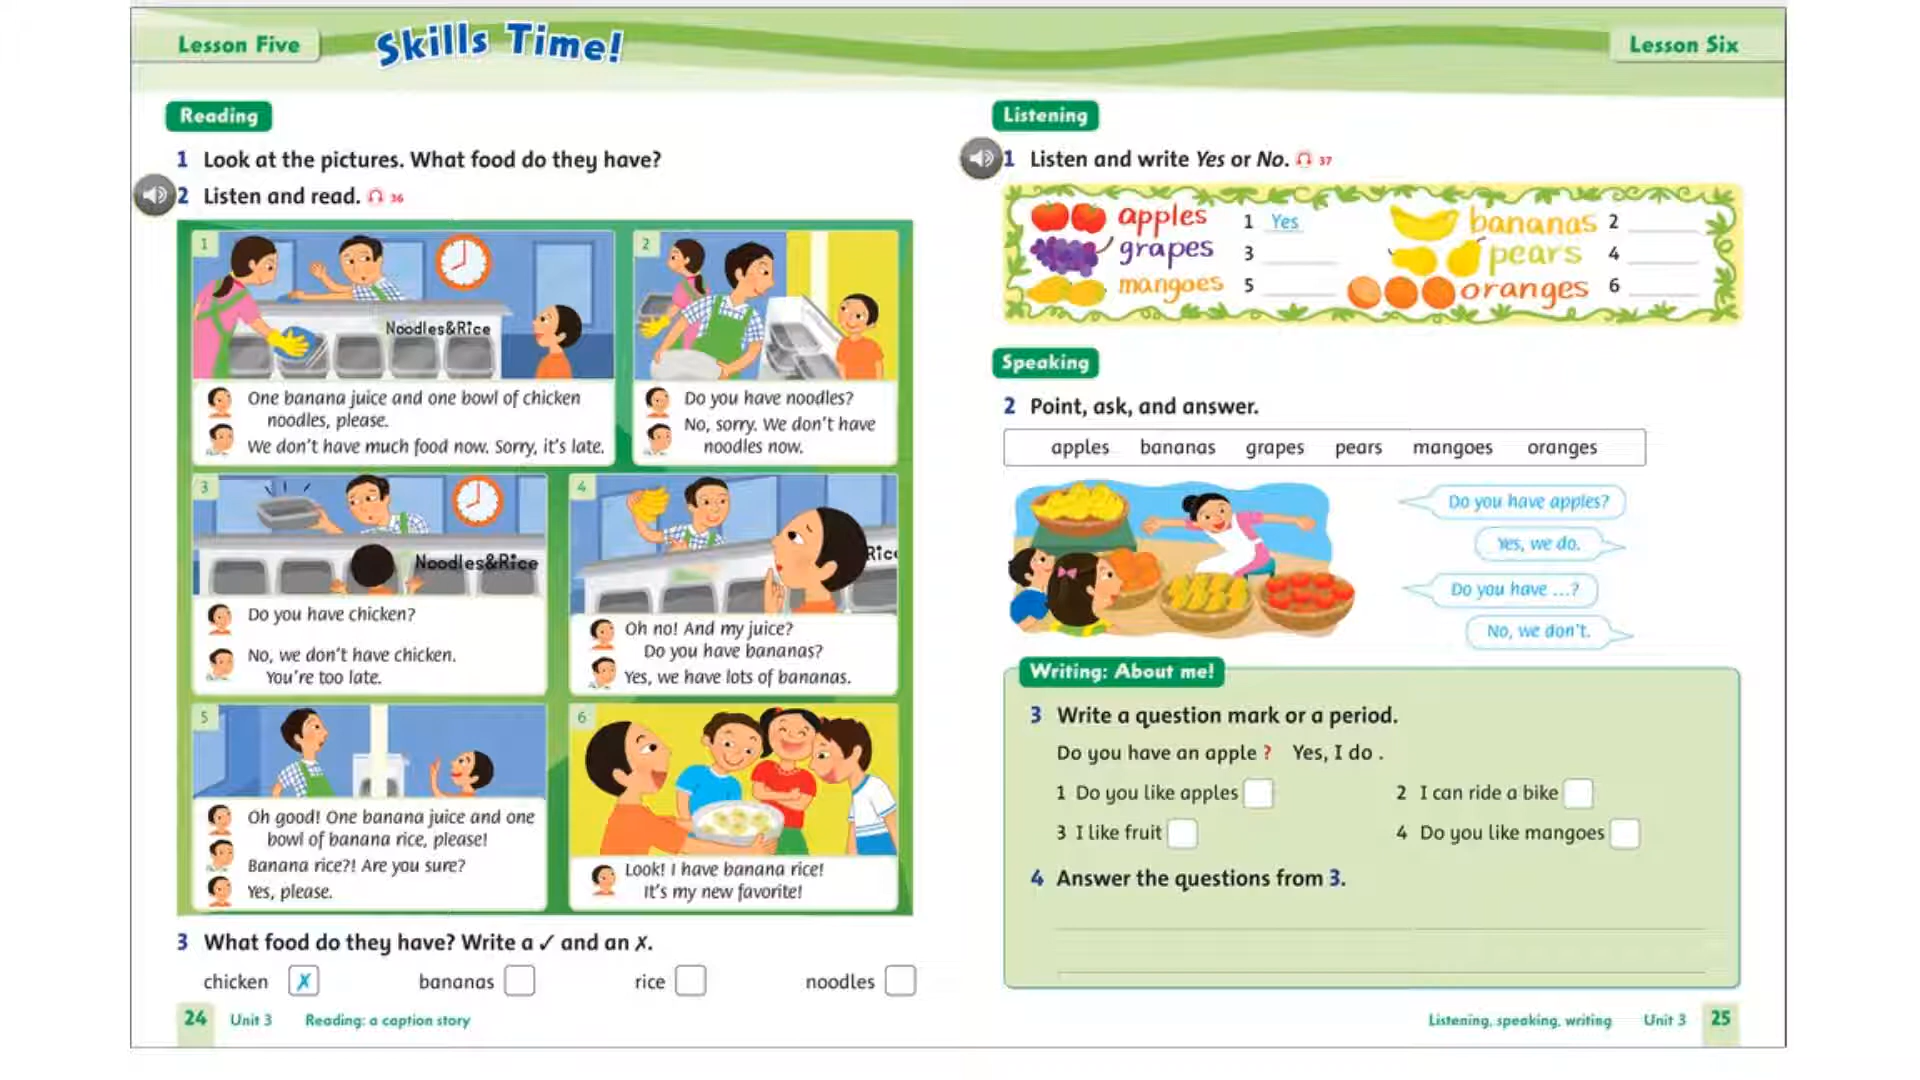 Lesson Five
Skills Time!
Lesson Six
Reading
1 Look at the pictures. What food do they have?
2 Listen and read. 36
1
Noodles&Rice
One banana juice and one bowl of chicken
noodles, please.
We don't have much food now. Sorry, it's late.
2
Do you have noodles?
No, sorry. We don't have
noodles now.
3
Noodles&Rice
Do you have chicken?
No, we don't have chicken.
You're too late.
4
Oh no! And my juice?
Do you have bananas?
Yes, we have lots of bananas.
5
Oh good! One banana juice and one
bowl of banana rice, please!
Banana rice?! Are you sure?
Yes, please.
6
Look! I have banana rice!
It's my new favorite!
3 What food do they have? Write a ✓ and an ✗.
chicken ✗ bananas rice noodles
24 Unit 3 Reading: a caption story
Listening
1 Listen and write Yes or No. 37
apples 1 Yes bananas 2
grapes 3 pears 4
mangoes 5 oranges 6
Speaking
2 Point, ask, and answer.
apples bananas grapes pears mangoes oranges
Do you have apples?
Yes, we do.
Do you have ...?
No, we don't.
Writing: About me!
3 Write a question mark or a period.
Do you have an apple ? Yes, I do .
1 Do you like apples 2 I can ride a bike
3 I like fruit 4 Do you like mangoes
4 Answer the questions from 3.
Listening, speaking, writing Unit 3 25